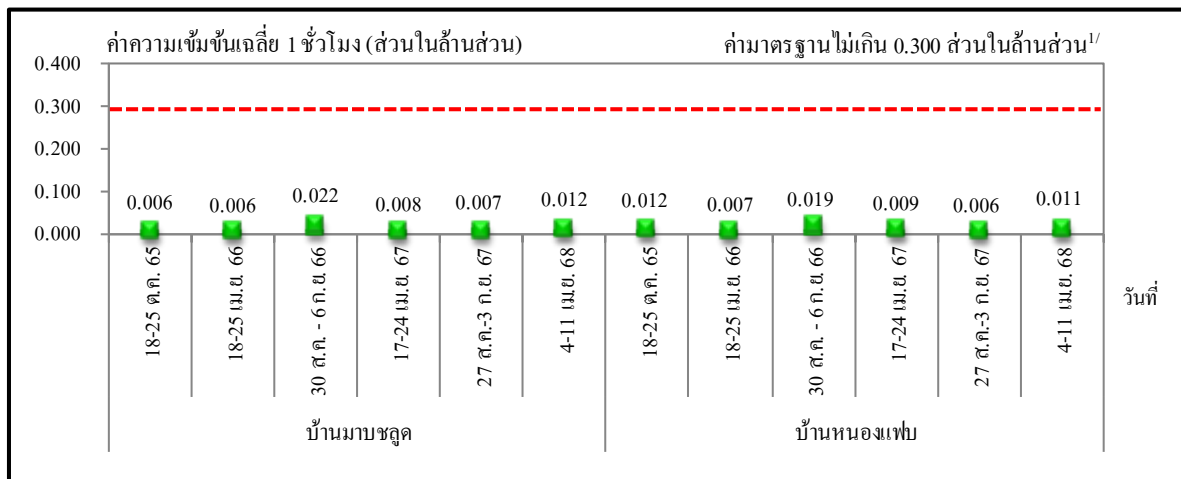 ค่าความเข้มข้นเฉลี่ย 1 ชั่วโมง (ส่วนในล้านส่วน)
ค่ามาตรฐานไม่เกิน 0.300 ส่วนในล้านส่วน1/
0.400
0.300
0.200
0.100
0.000
0.006
0.006
0.022
0.008
0.007
0.012
0.012
0.007
0.019
0.009
0.006
0.011
18-25 ต.ค. 65
18-25 เม.ย. 66
30 ส.ค. - 6 ก.ย. 66
17-24 เม.ย. 67
27 ส.ค.-3 ก.ย. 67
4-11 เม.ย. 68
18-25 ต.ค. 65
18-25 เม.ย. 66
30 ส.ค. - 6 ก.ย. 66
17-24 เม.ย. 67
27 ส.ค.-3 ก.ย. 67
4-11 เม.ย. 68
วันที่
บ้านมาบชลูด
บ้านหนองแฟบ